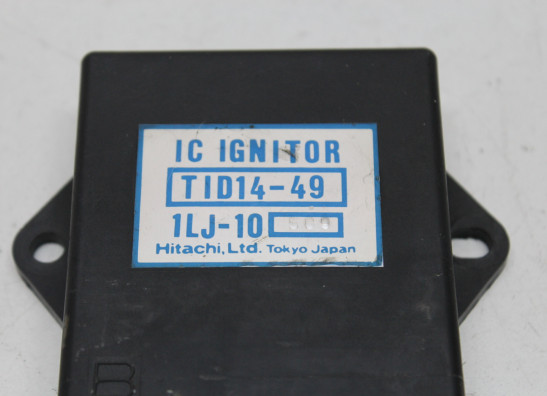 IC IGNITOR
TID14-49
1LJ-10
Hitachi, Ltd. Tokyo Japan
B